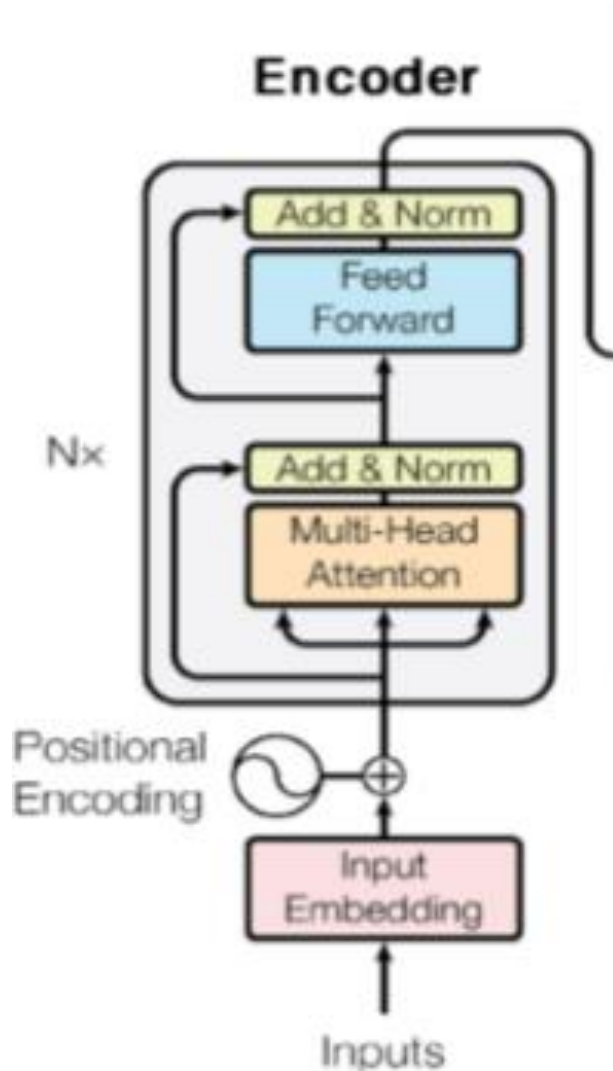 Encoder
Add & Norm
Feed
Forward
Nx
Add & Norm
Multi-Head
Attention
Positional
Encoding
Input
Embedding
Inputs